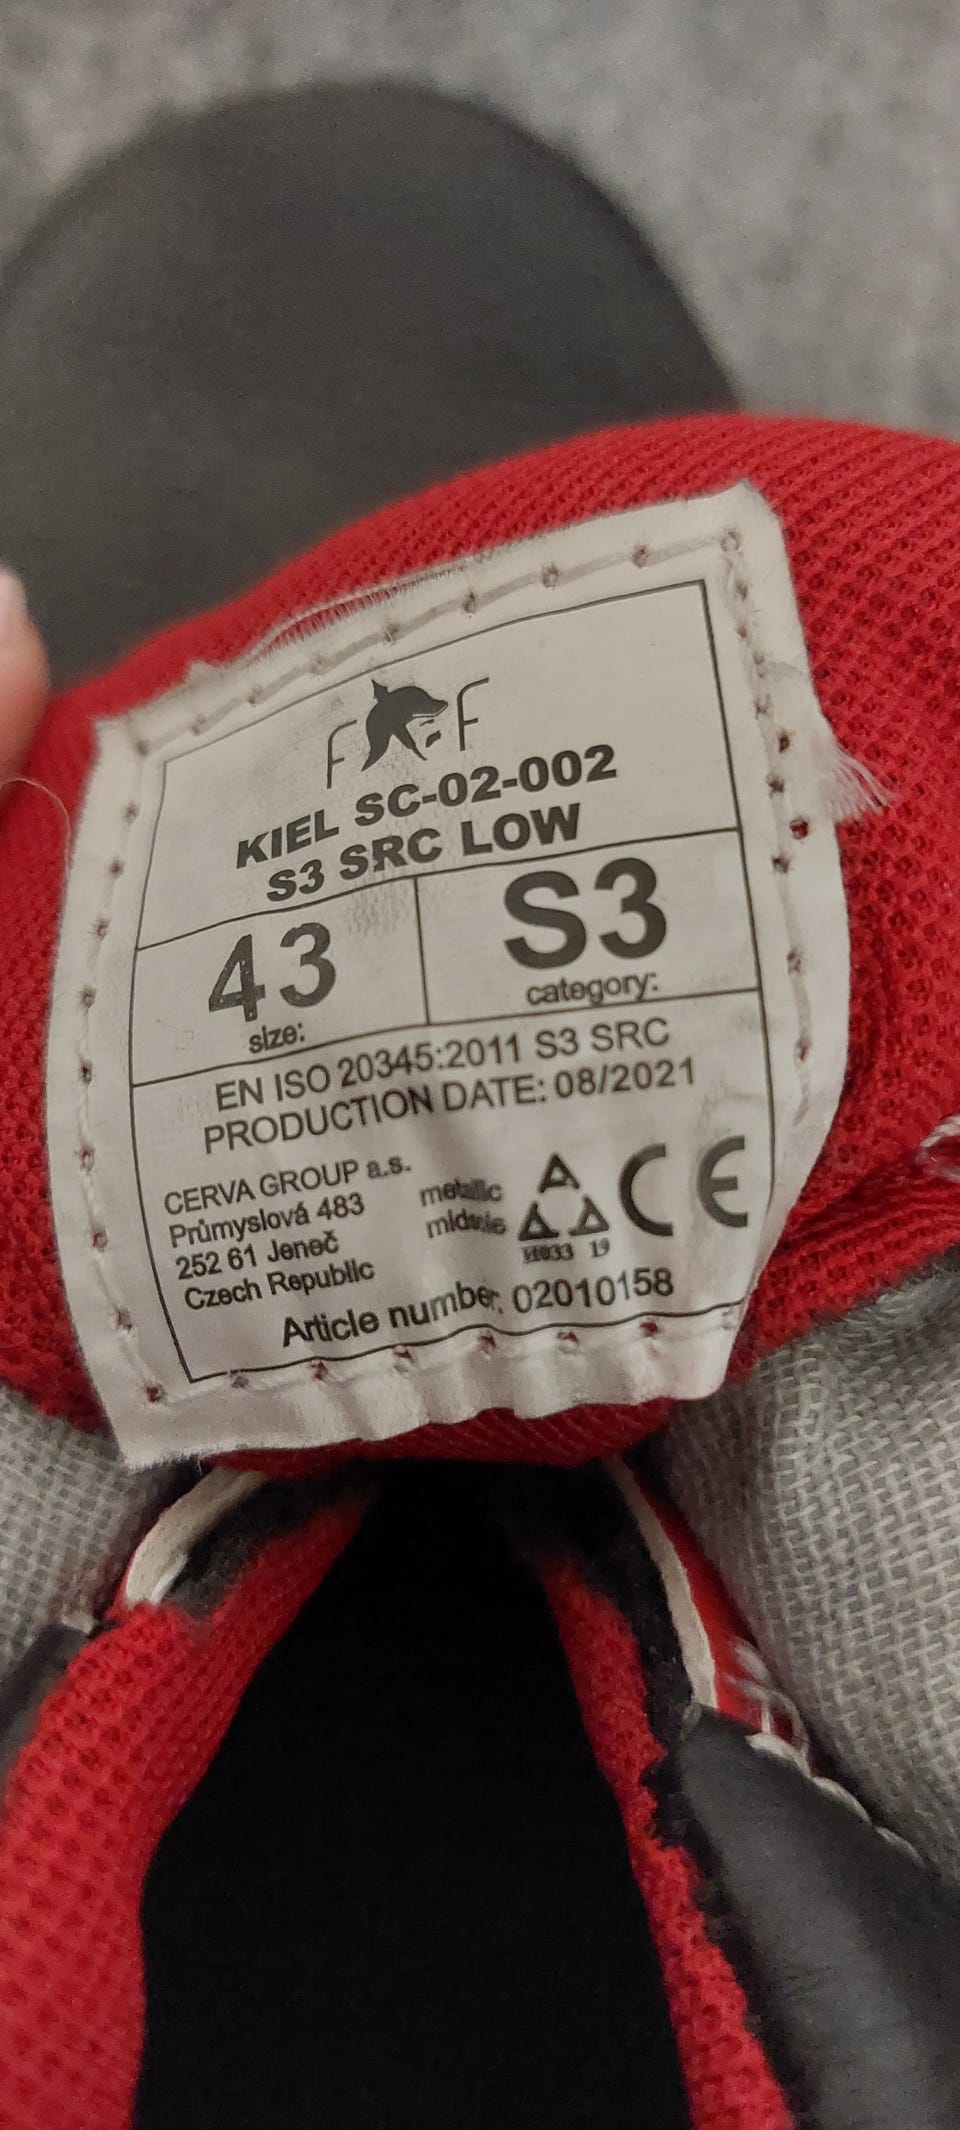 F F
KIEL SC-02-002
S3 SRC LOW
43
size:
S3
category:
EN ISO 20345:2011 S3 SRC
PRODUCTION DATE: 08/2021
CERVA GROUP a.s.
Průmyslová 483
252 61 Jeneč
Czech Republic
metallic
midsole
19
CE
Article number: 02010158